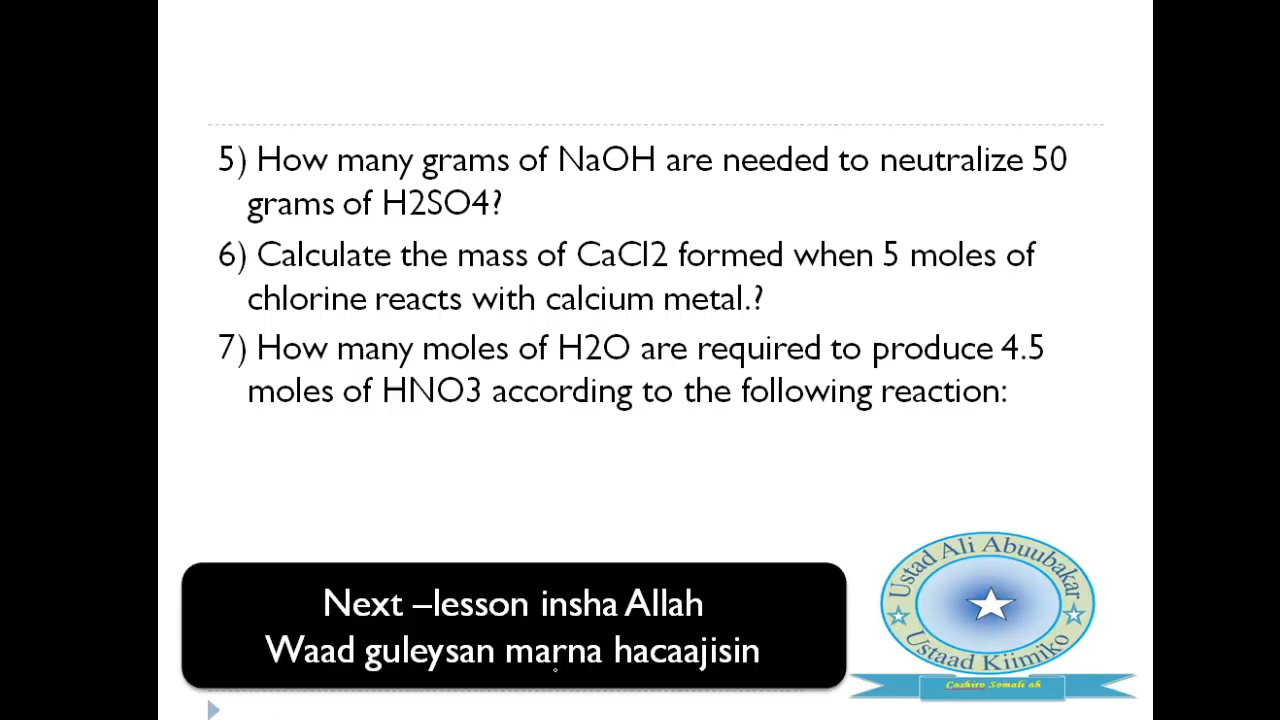 5) How many grams of NaOH are needed to neutralize 50
grams of H2SO4?
6) Calculate the mass of CaCl2 formed when 5 moles of
chlorine reacts with calcium metal.?
7) How many moles of H2O are required to produce 4.5
moles of HNO3 according to the following reaction:
Next –lesson insha Allah
Waad guleysan marna hacaajisin
Ustad Ali Abuubakar
Ustaad Kiimiko
Cashiro Somali ah